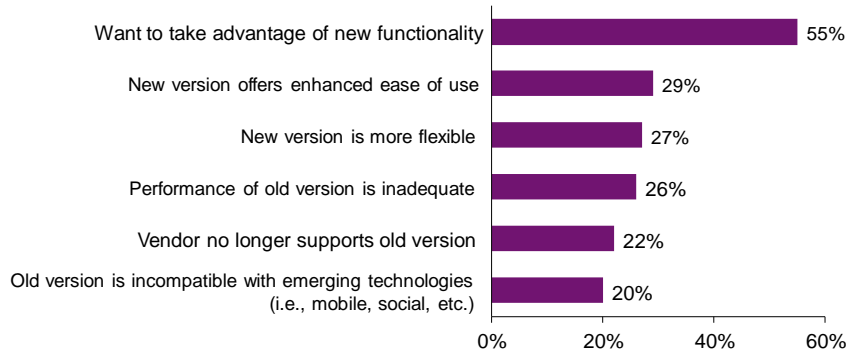 Want to take advantage of new functionality 55%
New version offers enhanced ease of use 29%
New version is more flexible 27%
Performance of old version is inadequate 26%
Vendor no longer supports old version 22%
Old version is incompatible with emerging technologies
(i.e., mobile, social, etc.) 20%
0% 20% 40% 60%